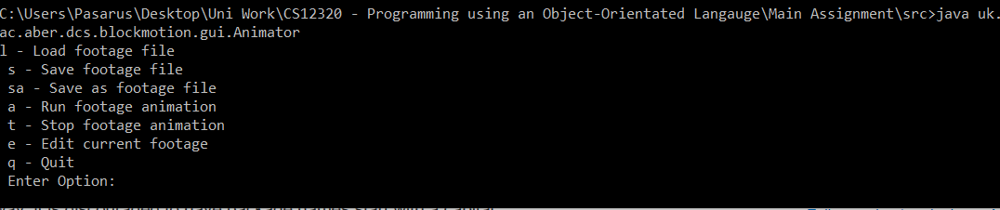 C:\Users\Pasarus\Desktop\Uni Work\CS12320 - Programming using an Object-Orientated Langauge\Main Assignment\src>java uk.
ac.aber.dcs.blockmotion.gui.Animator
l - Load footage file
s - Save footage file
sa - Save as footage file
a - Run footage animation
t - Stop footage animation
e - Edit current footage
q - Quit
Enter Option: